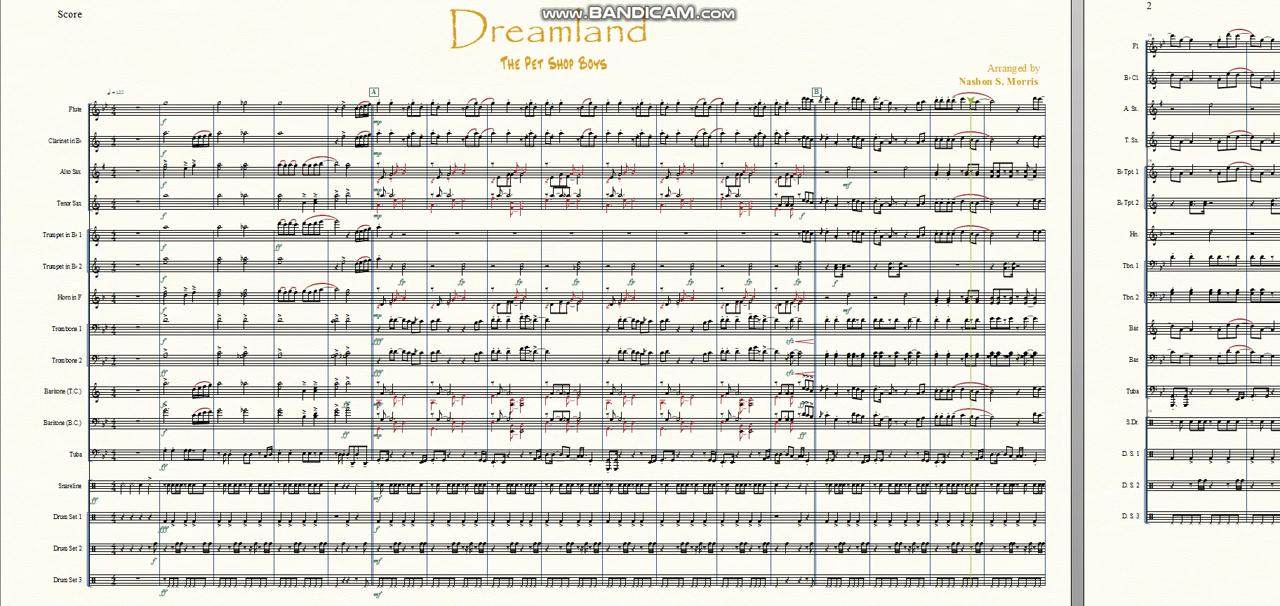 www.BANDICAM.com
Score
Dreamland
The Pet Shop Boys
Arranged by
Nashon S. Morris
A
B
Flute
Clarinet in B♭
Alto Sax
Tenor Sax
Trumpet in B♭ 1
Trumpet in B♭ 2
Horn in F
Trombone 1
Trombone 2
Baritone (T.C.)
Baritone (B.C.)
Tuba
Snareline
Drum Set 1
Drum Set 2
Drum Set 3
2
Fl.
B♭ Cl.
A. Sx.
T. Sx.
B♭ Tpt. 1
B♭ Tpt. 2
Hn.
Tbn. 1
Tbn. 2
Bar.
Bar.
Tuba
S.Dr.
D. S. 1
D. S. 2
D. S. 3